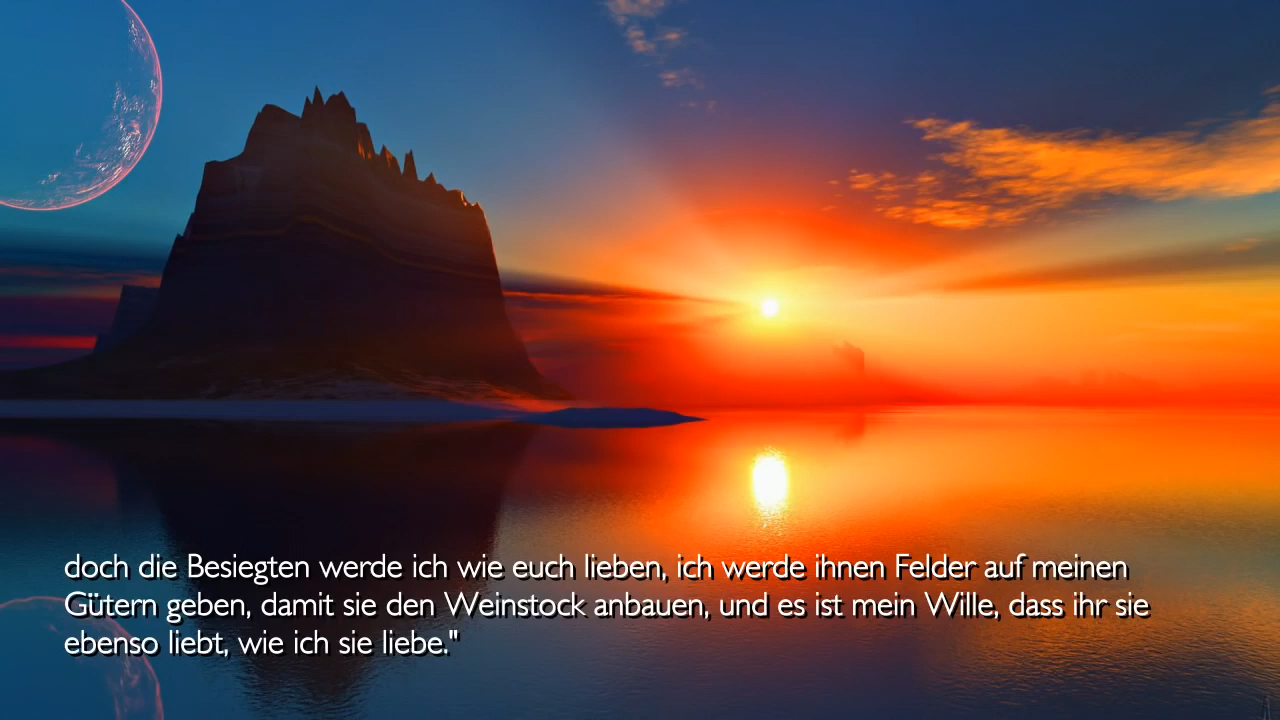 doch die Besiegten werde ich wie euch lieben, ich werde ihnen Felder auf meinen
Gütern geben, damit sie den Weinstock anbauen, und es ist mein Wille, dass ihr sie
ebenso liebt, wie ich sie liebe."